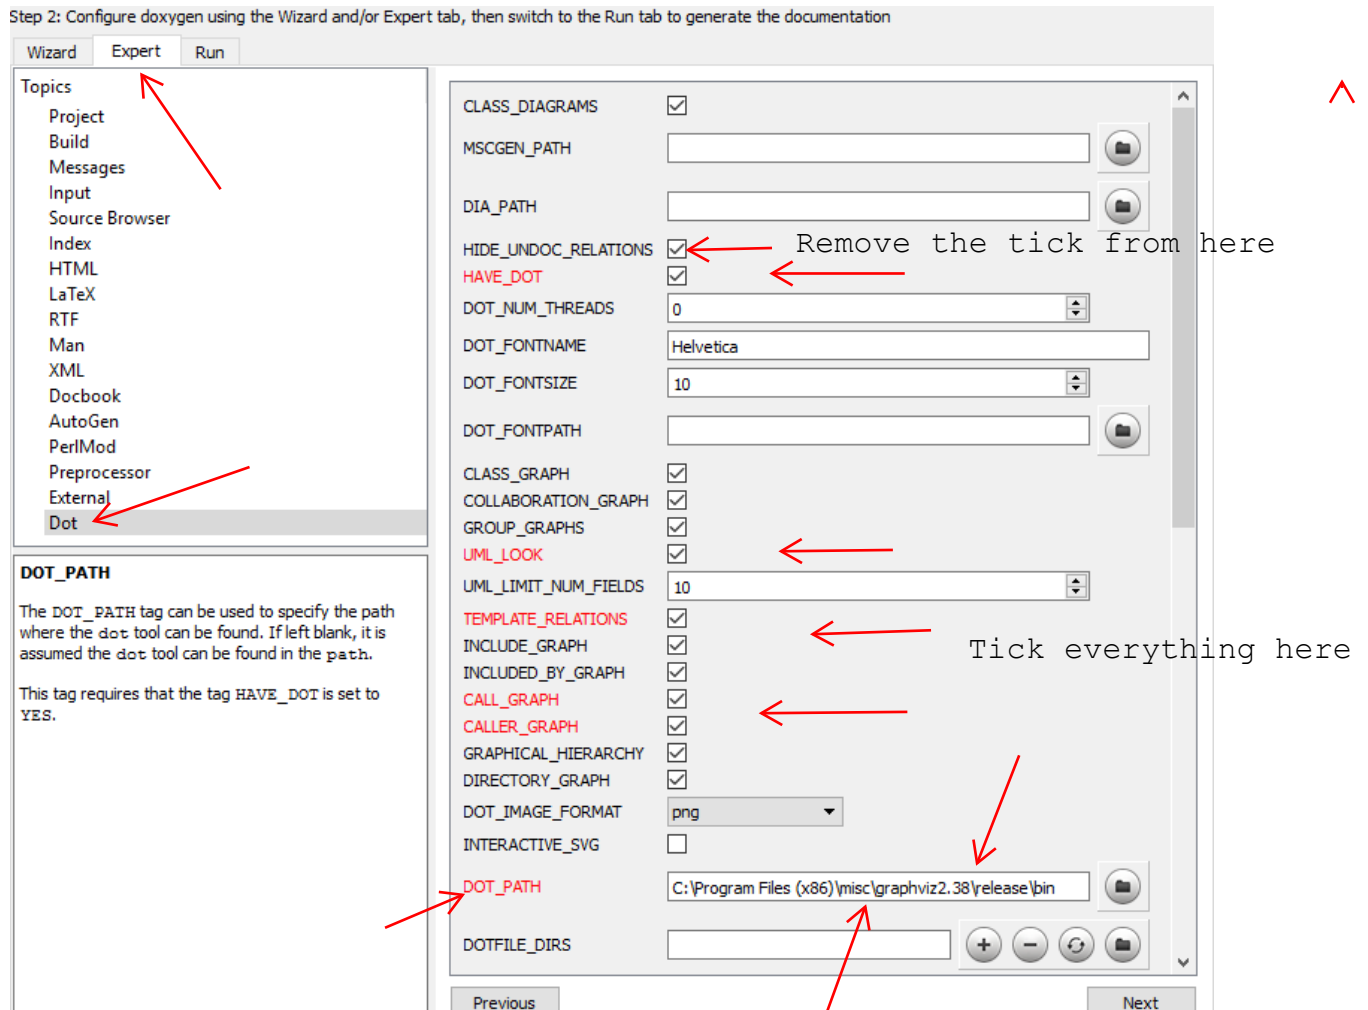 Step 2: Configure doxygen using the Wizard and/or Expert tab, then switch to the Run tab to generate the documentation
Wizard Expert Run
Topics
Project
Build
Messages
Input
Source Browser
Index
HTML
LaTeX
RTF
Man
XML
Docbook
AutoGen
PerlMod
Preprocessor
External
Dot
DOT_PATH
The DOT_PATH tag can be used to specify the path
where the dot tool can be found. If left blank, it is
assumed the dot tool can be found in the path.
This tag requires that the tag HAVE_DOT is set to
YES.
CLASS_DIAGRAMS
MSCGEN_PATH
DIA_PATH
HIDE_UNDOC_RELATIONS Remove the tick from here
HAVE_DOT
DOT_NUM_THREADS 0
DOT_FONTNAME Helvetica
DOT_FONTSIZE 10
DOT_FONTPATH
CLASS_GRAPH
COLLABORATION_GRAPH
GROUP_GRAPHS
UML_LOOK
UML_LIMIT_NUM_FIELDS 10
TEMPLATE_RELATIONS
INCLUDE_GRAPH Tick everything here
INCLUDED_BY_GRAPH
CALL_GRAPH
CALLER_GRAPH
GRAPHICAL_HIERARCHY
DIRECTORY_GRAPH
DOT_IMAGE_FORMAT png
INTERACTIVE_SVG
DOT_PATH C:\Program Files (x86)\misc\graphviz2.38\release\bin
DOTFILE_DIRS
Previous Next